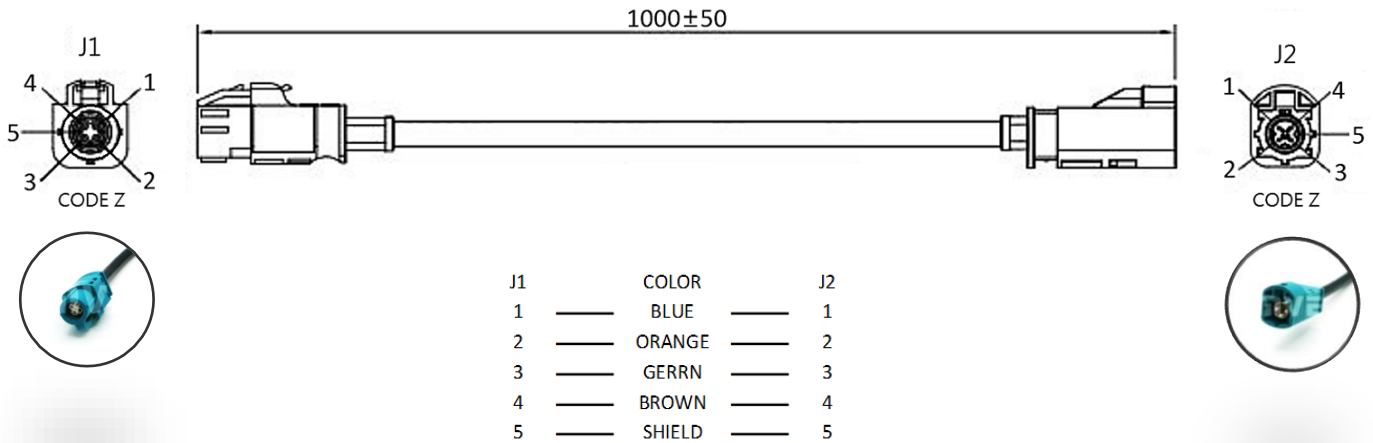 1000±50
J1
4 1
5
3 2
CODE Z
J2
1 4
5
2 3
CODE Z
J1 COLOR J2
1 BLUE 1
2 ORANGE 2
3 GERRN 3
4 BROWN 4
5 SHIELD 5